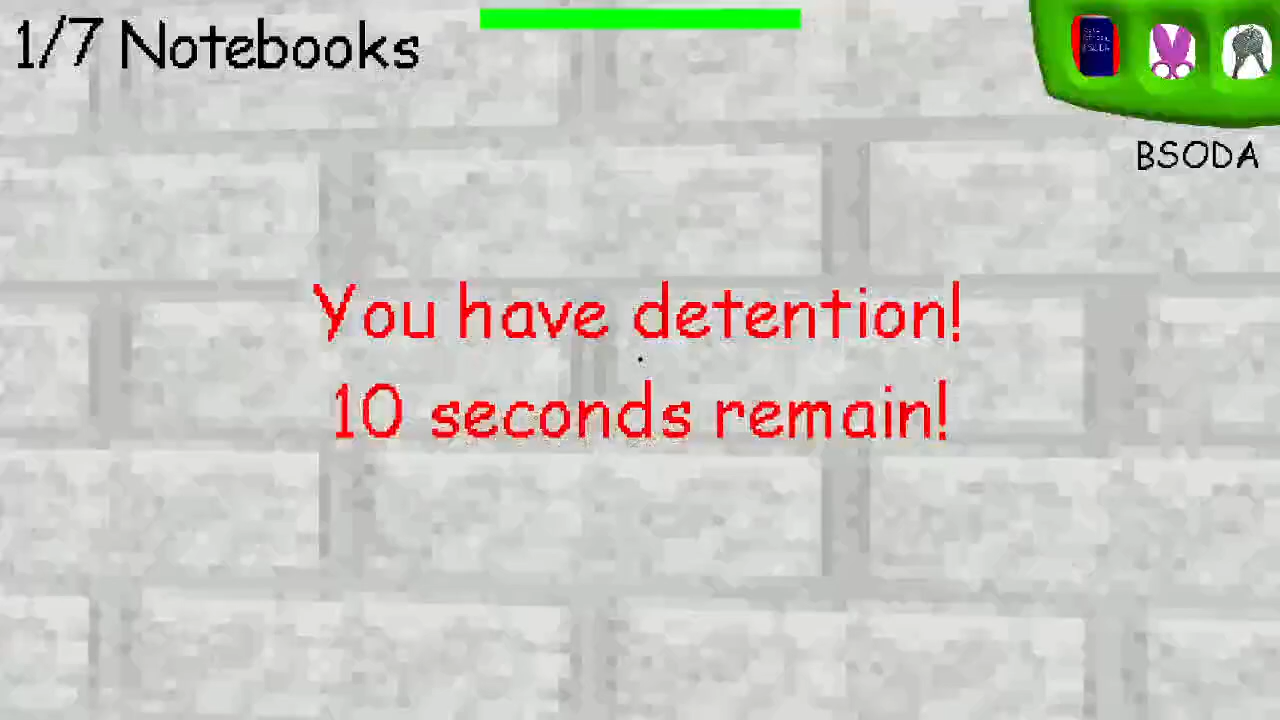 1/7 Notebooks
BSODA
You have detention!
10 seconds remain!